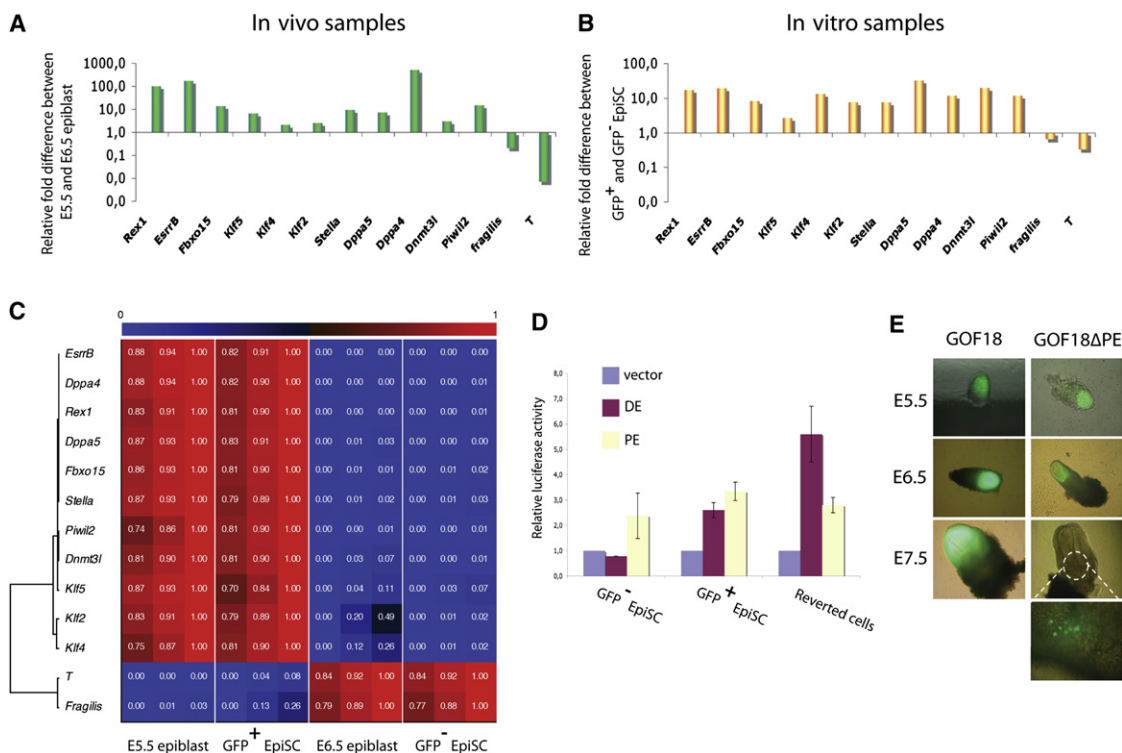 A
In vivo samples
Relative fold difference between
E5.5 and E6.5 epiblast
1000,0
100,0
10,0
1,0
0,1
0,0
Rex1
EsrrB
Fbxo15
Klf5
Klf4
Klf2
Stella
Dppa5
Dppa4
Dnmt3l
Piwil2
fragilis
T
B
In vitro samples
Relative fold difference between
GFP+ and GFP- EpiSC
100,0
10,0
1,0
0,1
0,0
Rex1
EsrrB
Fbxo15
Klf5
Klf4
Klf2
Stella
Dppa5
Dppa4
Dnmt3l
Piwil2
fragilis
T
C
0 1
EsrrB 0.88 0.94 1.00 0.82 0.91 1.00 0.00 0.00 0.00 0.00 0.00 0.00
Dppa4 0.88 0.94 1.00 0.82 0.90 1.00 0.00 0.00 0.00 0.00 0.00 0.01
Rex1 0.83 0.91 1.00 0.81 0.90 1.00 0.00 0.00 0.00 0.00 0.00 0.01
Dppa5 0.87 0.93 1.00 0.83 0.91 1.00 0.00 0.01 0.03 0.00 0.00 0.01
Fbxo15 0.86 0.93 1.00 0.81 0.90 1.00 0.00 0.01 0.01 0.00 0.01 0.02
Stella 0.87 0.93 1.00 0.79 0.89 1.00 0.00 0.01 0.02 0.00 0.01 0.03
Piwil2 0.74 0.86 1.00 0.81 0.90 1.00 0.00 0.00 0.01 0.00 0.01 0.02
Dnmt3l 0.81 0.90 1.00 0.81 0.90 1.00 0.00 0.03 0.07 0.00 0.00 0.01
Klf5 0.87 0.93 1.00 0.70 0.84 1.00 0.00 0.04 0.11 0.00 0.03 0.07
Klf2 0.83 0.91 1.00 0.79 0.89 1.00 0.00 0.20 0.49 0.00 0.01 0.02
Klf4 0.75 0.87 1.00 0.81 0.90 1.00 0.00 0.12 0.26 0.00 0.01 0.02
T 0.00 0.00 0.00 0.00 0.04 0.08 0.84 0.92 1.00 0.84 0.92 1.00
Fragilis 0.00 0.01 0.03 0.00 0.13 0.26 0.79 0.89 1.00 0.77 0.88 1.00
E5.5 epiblast GFP+ EpiSC E6.5 epiblast GFP- EpiSC
D
Relative luciferase activity
9,0
8,0
7,0
6,0
5,0
4,0
3,0
2,0
1,0
0,0
vector
DE
PE
GFP- EpiSC
GFP+ EpiSC
Reverted cells
E
GOF18 GOF18ΔPE
E5.5
E6.5
E7.5